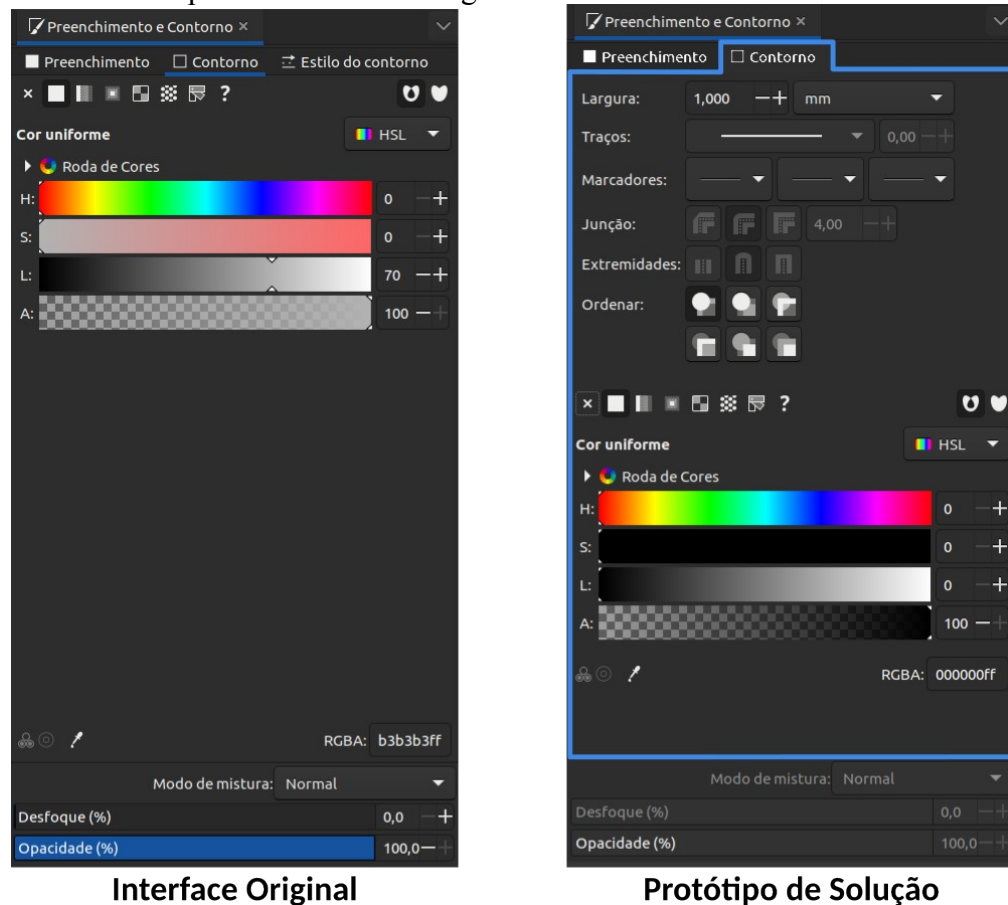 Preenchimento e Contorno ×
Preenchimento Contorno Estilo do contorno
× ?
Cor uniforme HSL
Roda de Cores
H: 0 −+
S: 0 −+
L: 70 −+
A: 100 −+
RGBA: b3b3b3ff
Modo de mistura: Normal
Desfoque (%) 0,0 −+
Opacidade (%) 100,0 −+
Interface Original
Preenchimento e Contorno ×
Preenchimento Contorno
Largura: 1,000 −+ mm
Traços: 0,00 −+
Marcadores:
Junção: 4,00 −+
Extremidades:
Ordenar:
× ?
Cor uniforme HSL
Roda de Cores
H: 0 −+
S: 0 −+
L: 0 −+
A: 100 −+
RGBA: 000000ff
Modo de mistura: Normal
Desfoque (%) 0,0 −+
Opacidade (%) 100,0 −+
Protótipo de Solução